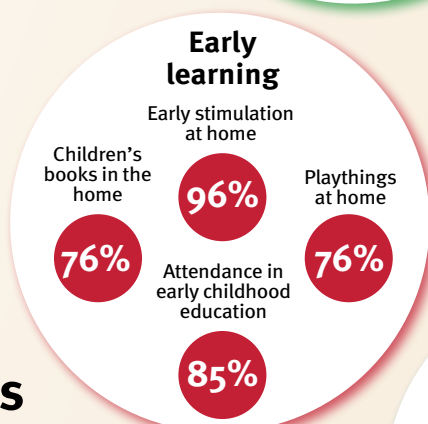 Early
learning
Early stimulation
at home
96%
Children's
books in the
home
76%
Playthings
at home
76%
Attendance in
early childhood
education
85%
s